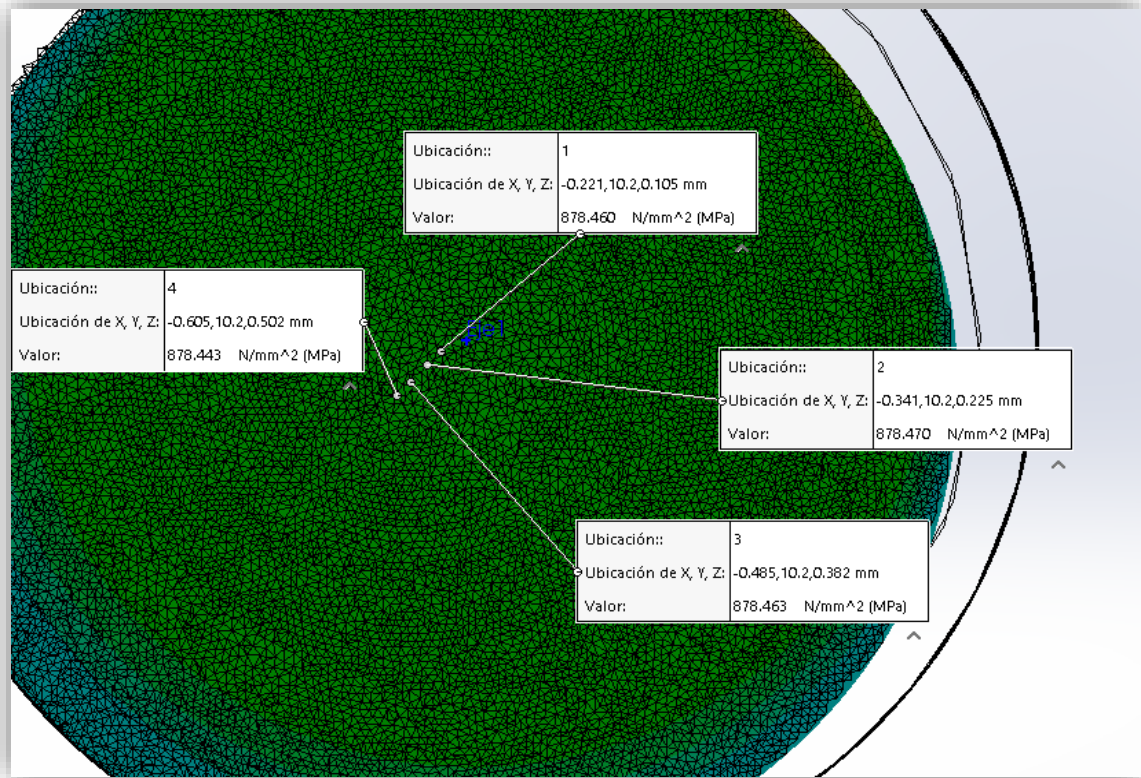 Ubicación:: 1
Ubicación de X, Y, Z: -0.221,10.2,0.105 mm
Valor: 878.460 N/mm^2 (MPa)
Ubicación:: 4
Ubicación de X, Y, Z: -0.605,10.2,0.502 mm
Valor: 878.443 N/mm^2 (MPa)
Ubicación:: 2
Ubicación de X, Y, Z: -0.341,10.2,0.225 mm
Valor: 878.470 N/mm^2 (MPa)
Ubicación:: 3
Ubicación de X, Y, Z: -0.485,10.2,0.382 mm
Valor: 878.463 N/mm^2 (MPa)